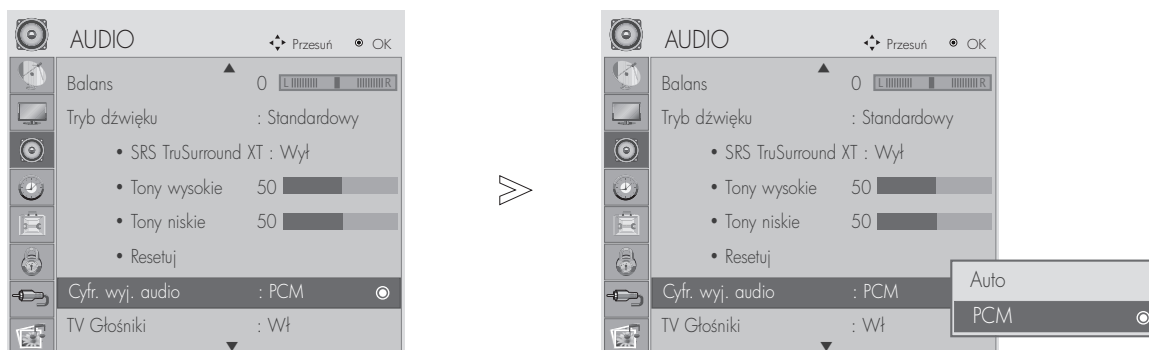 AUDIO
Przesuń OK
Balans 0 L R
Tryb dźwięku : Standardowy
• SRS TruSurround XT : Wył
• Tony wysokie 50
• Tony niskie 50
• Resetuj
Cyfr. wyj. audio : PCM
TV Głośniki : Wł
AUDIO
Przesuń OK
Balans 0 L R
Tryb dźwięku : Standardowy
• SRS TruSurround XT : Wył
• Tony wysokie 50
• Tony niskie 50
• Resetuj
Cyfr. wyj. audio : PCM
TV Głośniki : Wł
Auto
PCM